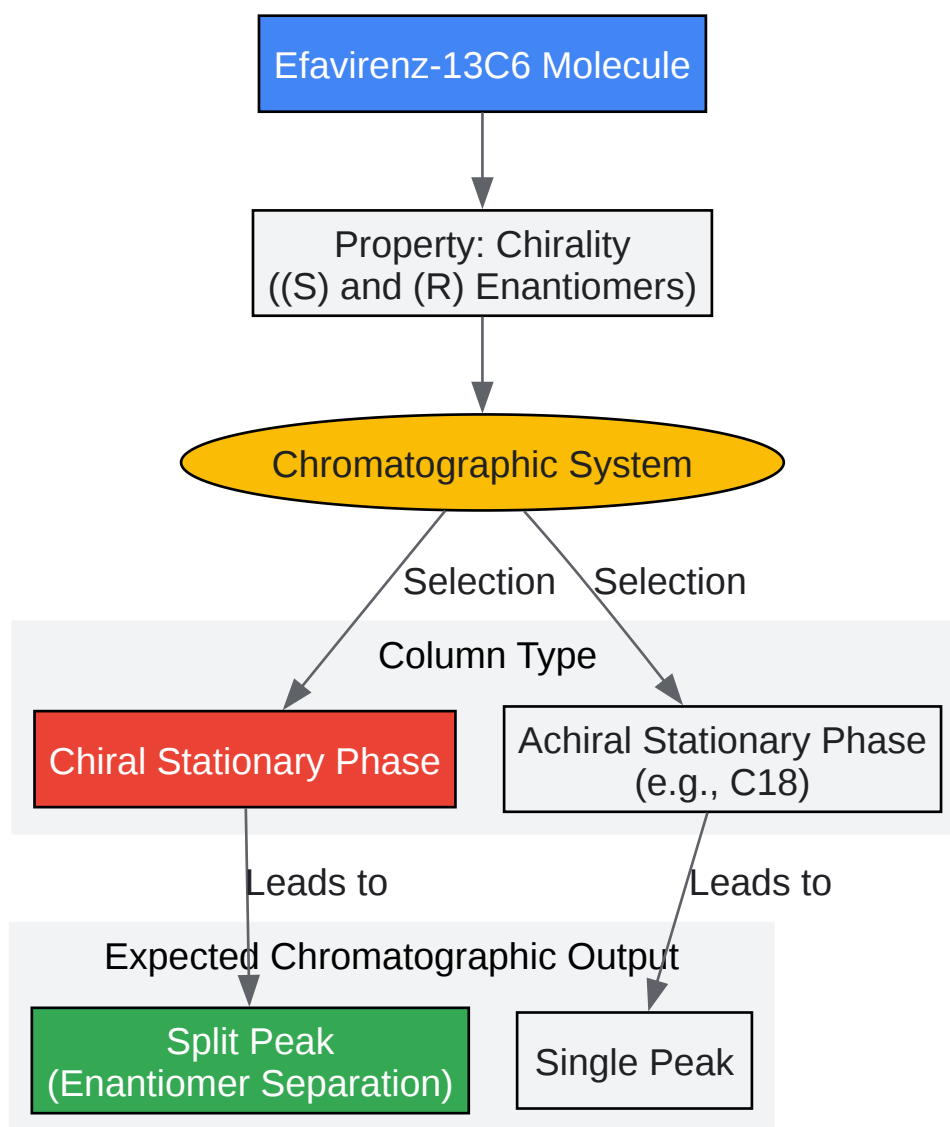 Efavirenz-13C6 Molecule
Property: Chirality
((S) and (R) Enantiomers)
Chromatographic System
Selection
Selection
Column Type
Chiral Stationary Phase
Achiral Stationary Phase
(e.g., C18)
Leads to
Leads to
Expected Chromatographic Output
Split Peak
(Enantiomer Separation)
Single Peak